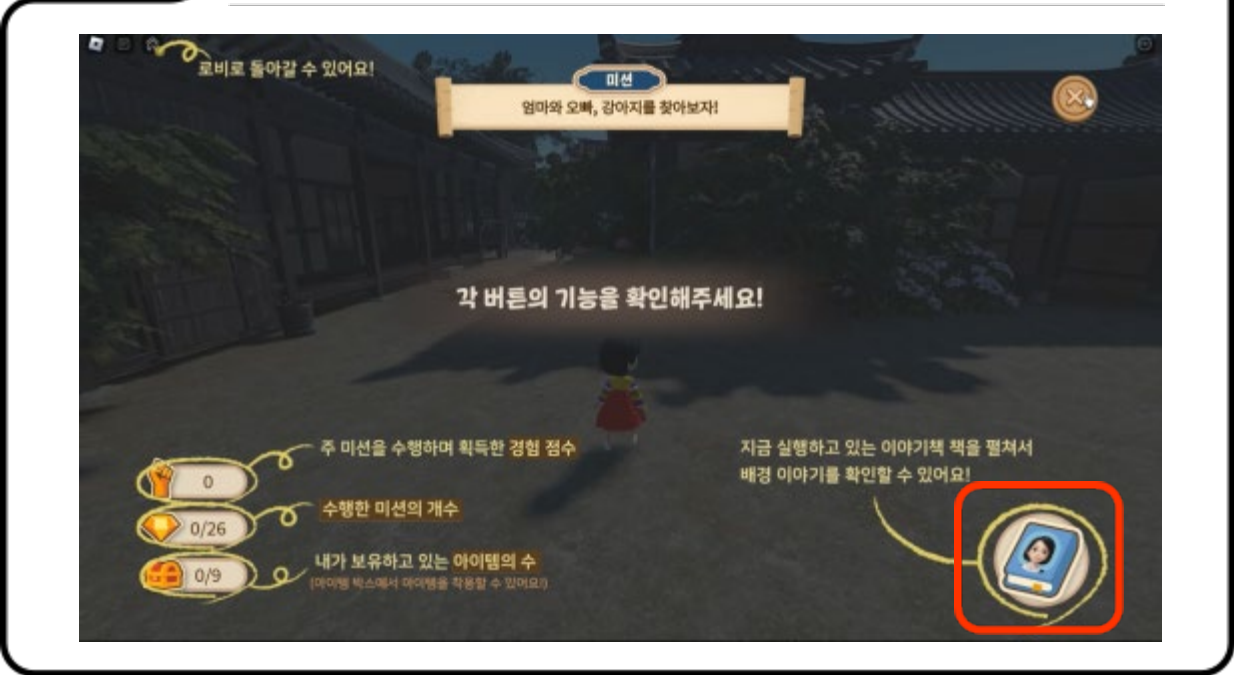 로비로 돌아갈 수 있어요!
미션
엄마와 오빠, 강아지를 찾아보자!
각 버튼의 기능을 확인해주세요!
주 미션을 수행하며 획득한 경험 점수
0
수행한 미션의 개수
0/26
내가 보유하고 있는 아이템의 수
(아이템 박스에서 아이템을 착용할 수 있어요!)
0/9
지금 실행하고 있는 이야기책 책을 펼쳐서
배경 이야기를 확인할 수 있어요!